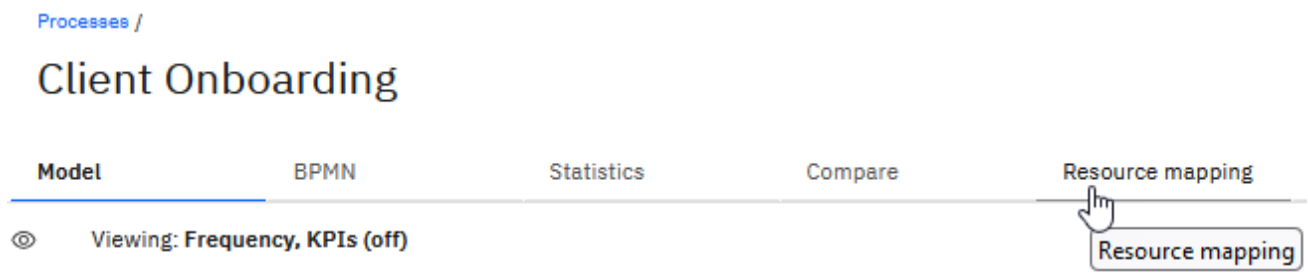 Processes /
Client Onboarding
Model BPMN Statistics Compare Resource mapping
Viewing: Frequency, KPIs (off)
Resource mapping